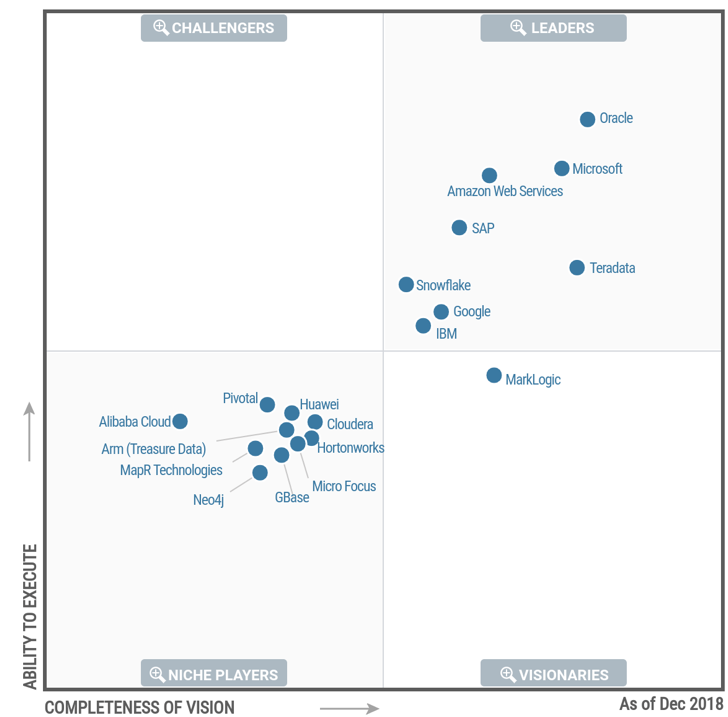 CHALLENGERS
LEADERS
Oracle
Microsoft
Amazon Web Services
SAP
Teradata
Snowflake
Google
IBM
MarkLogic
Pivotal
Huawei
Alibaba Cloud
Cloudera
Arm (Treasure Data)
Hortonworks
MapR Technologies
Micro Focus
Neo4j
GBase
ABILITY TO EXECUTE
NICHE PLAYERS
VISIONARIES
COMPLETENESS OF VISION
As of Dec 2018